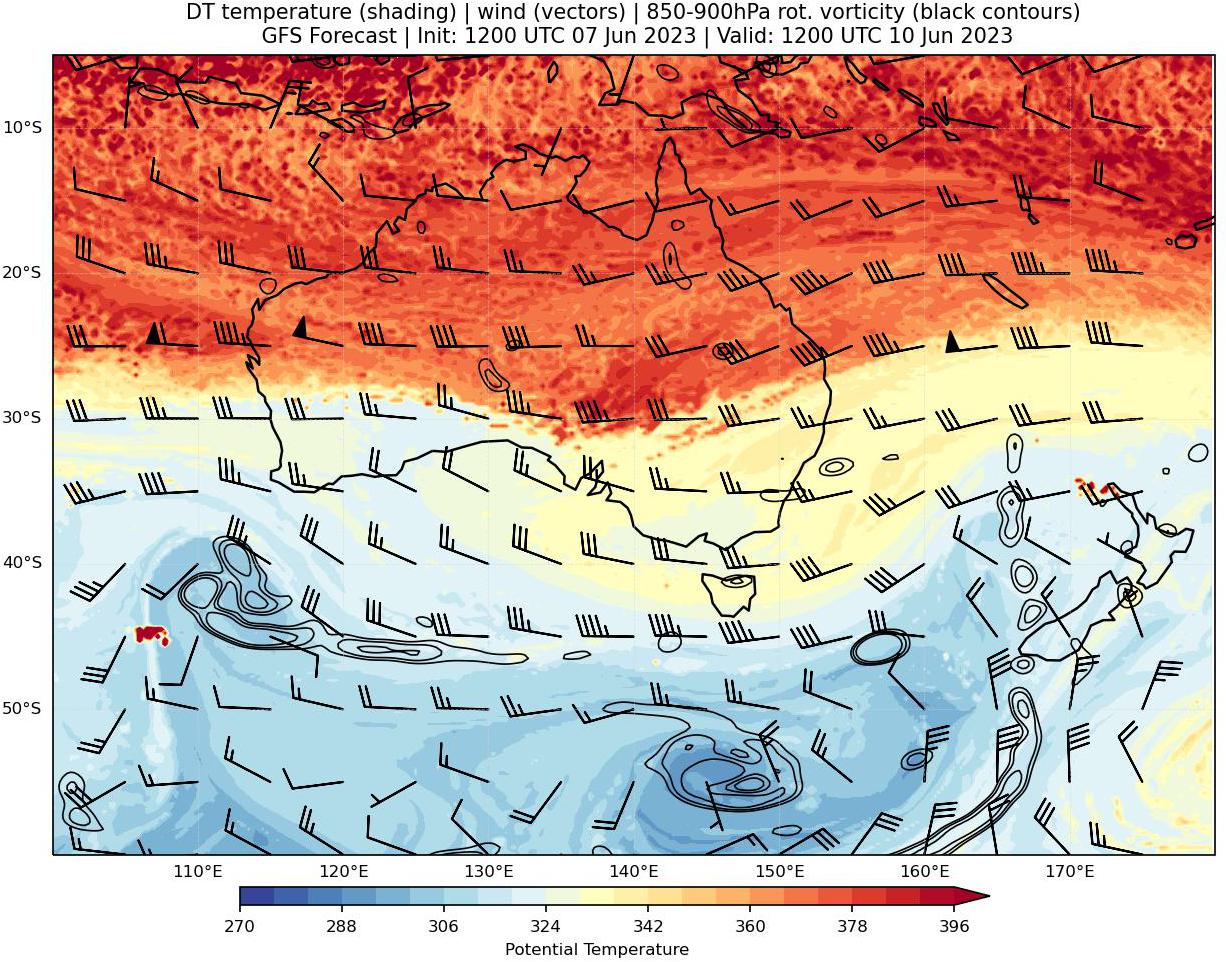 DT temperature (shading) | wind (vectors) | 850-900hPa rot. vorticity (black contours)
GFS Forecast | Init: 1200 UTC 07 Jun 2023 | Valid: 1200 UTC 10 Jun 2023
10°S
20°S
30°S
40°S
50°S
110°E 120°E 130°E 140°E 150°E 160°E 170°E
270 288 306 324 342 360 378 396
Potential Temperature